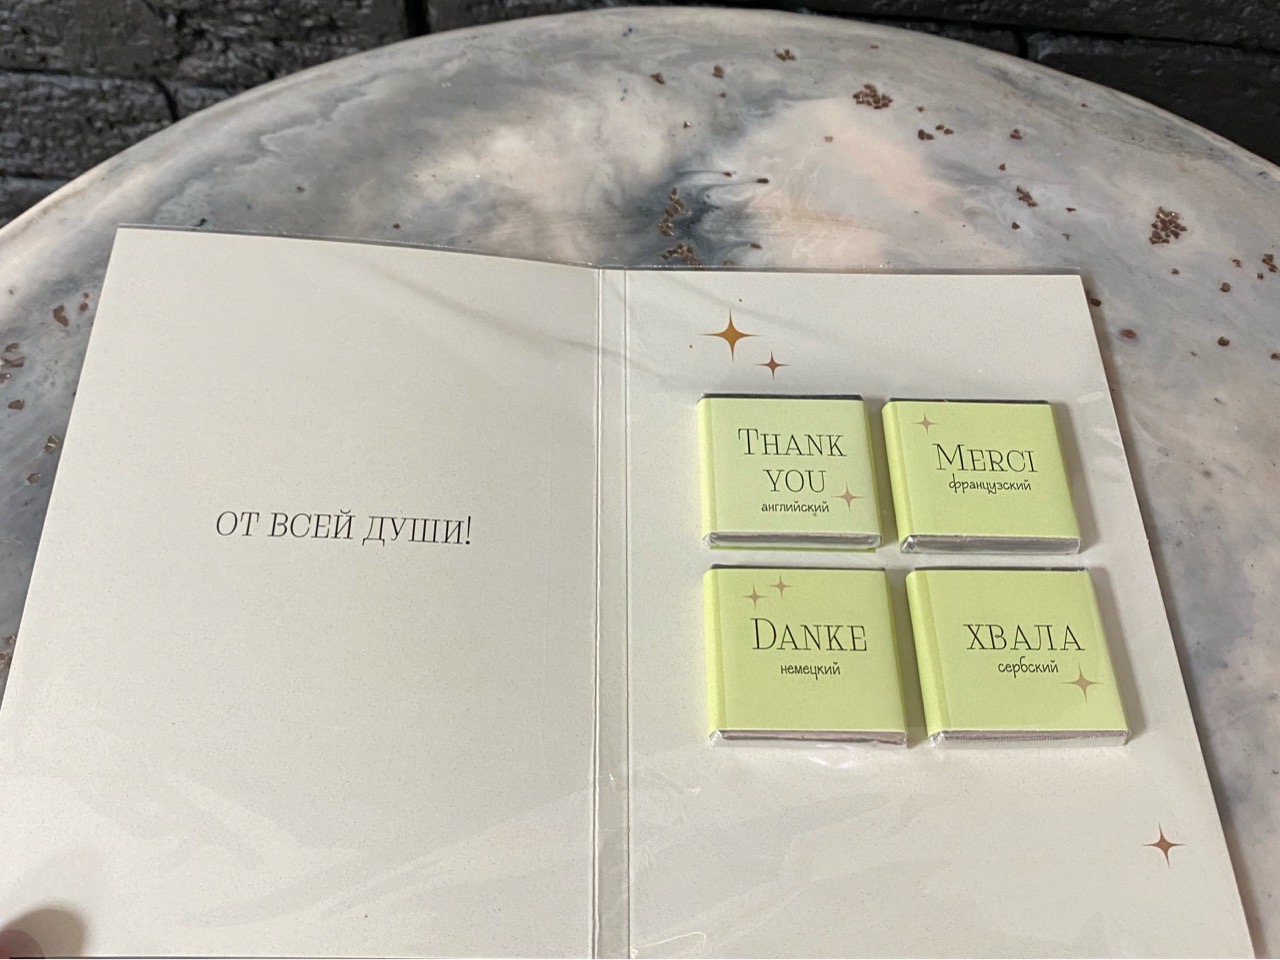 ОТ ВСЕЙ ДУШИ!
THANK
YOU
английский
MERCI
французский
DANKE
немецкий
ХВАЛА
сербский